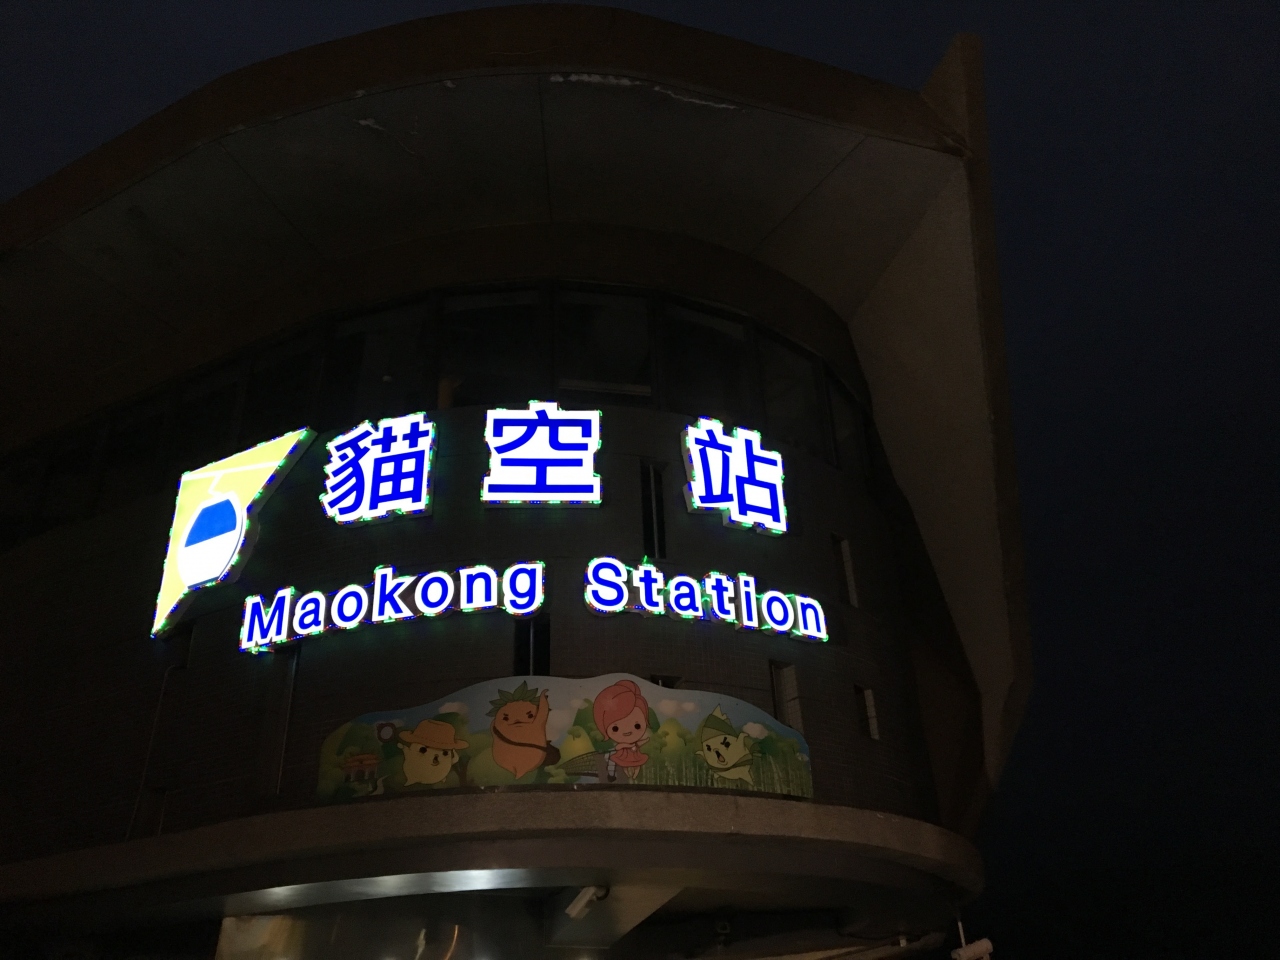 貓空站
Maokong Station